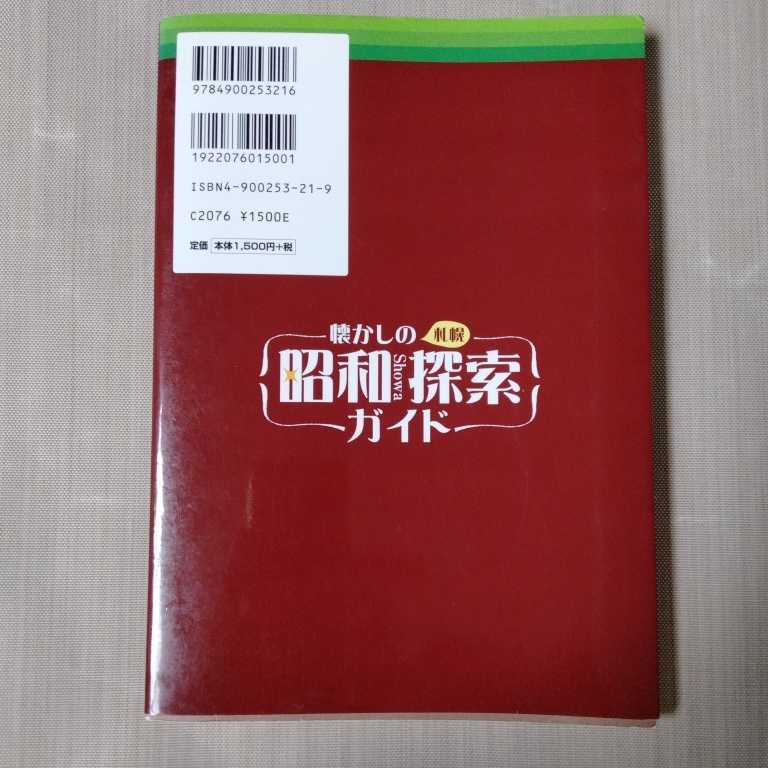 9784900253216
1922076015001
ISBN4-900253-21-9
C2076 ¥1500E
定価 本体1,500円+税
懐かしの 札幌
昭和 Showa 探索
ガイド